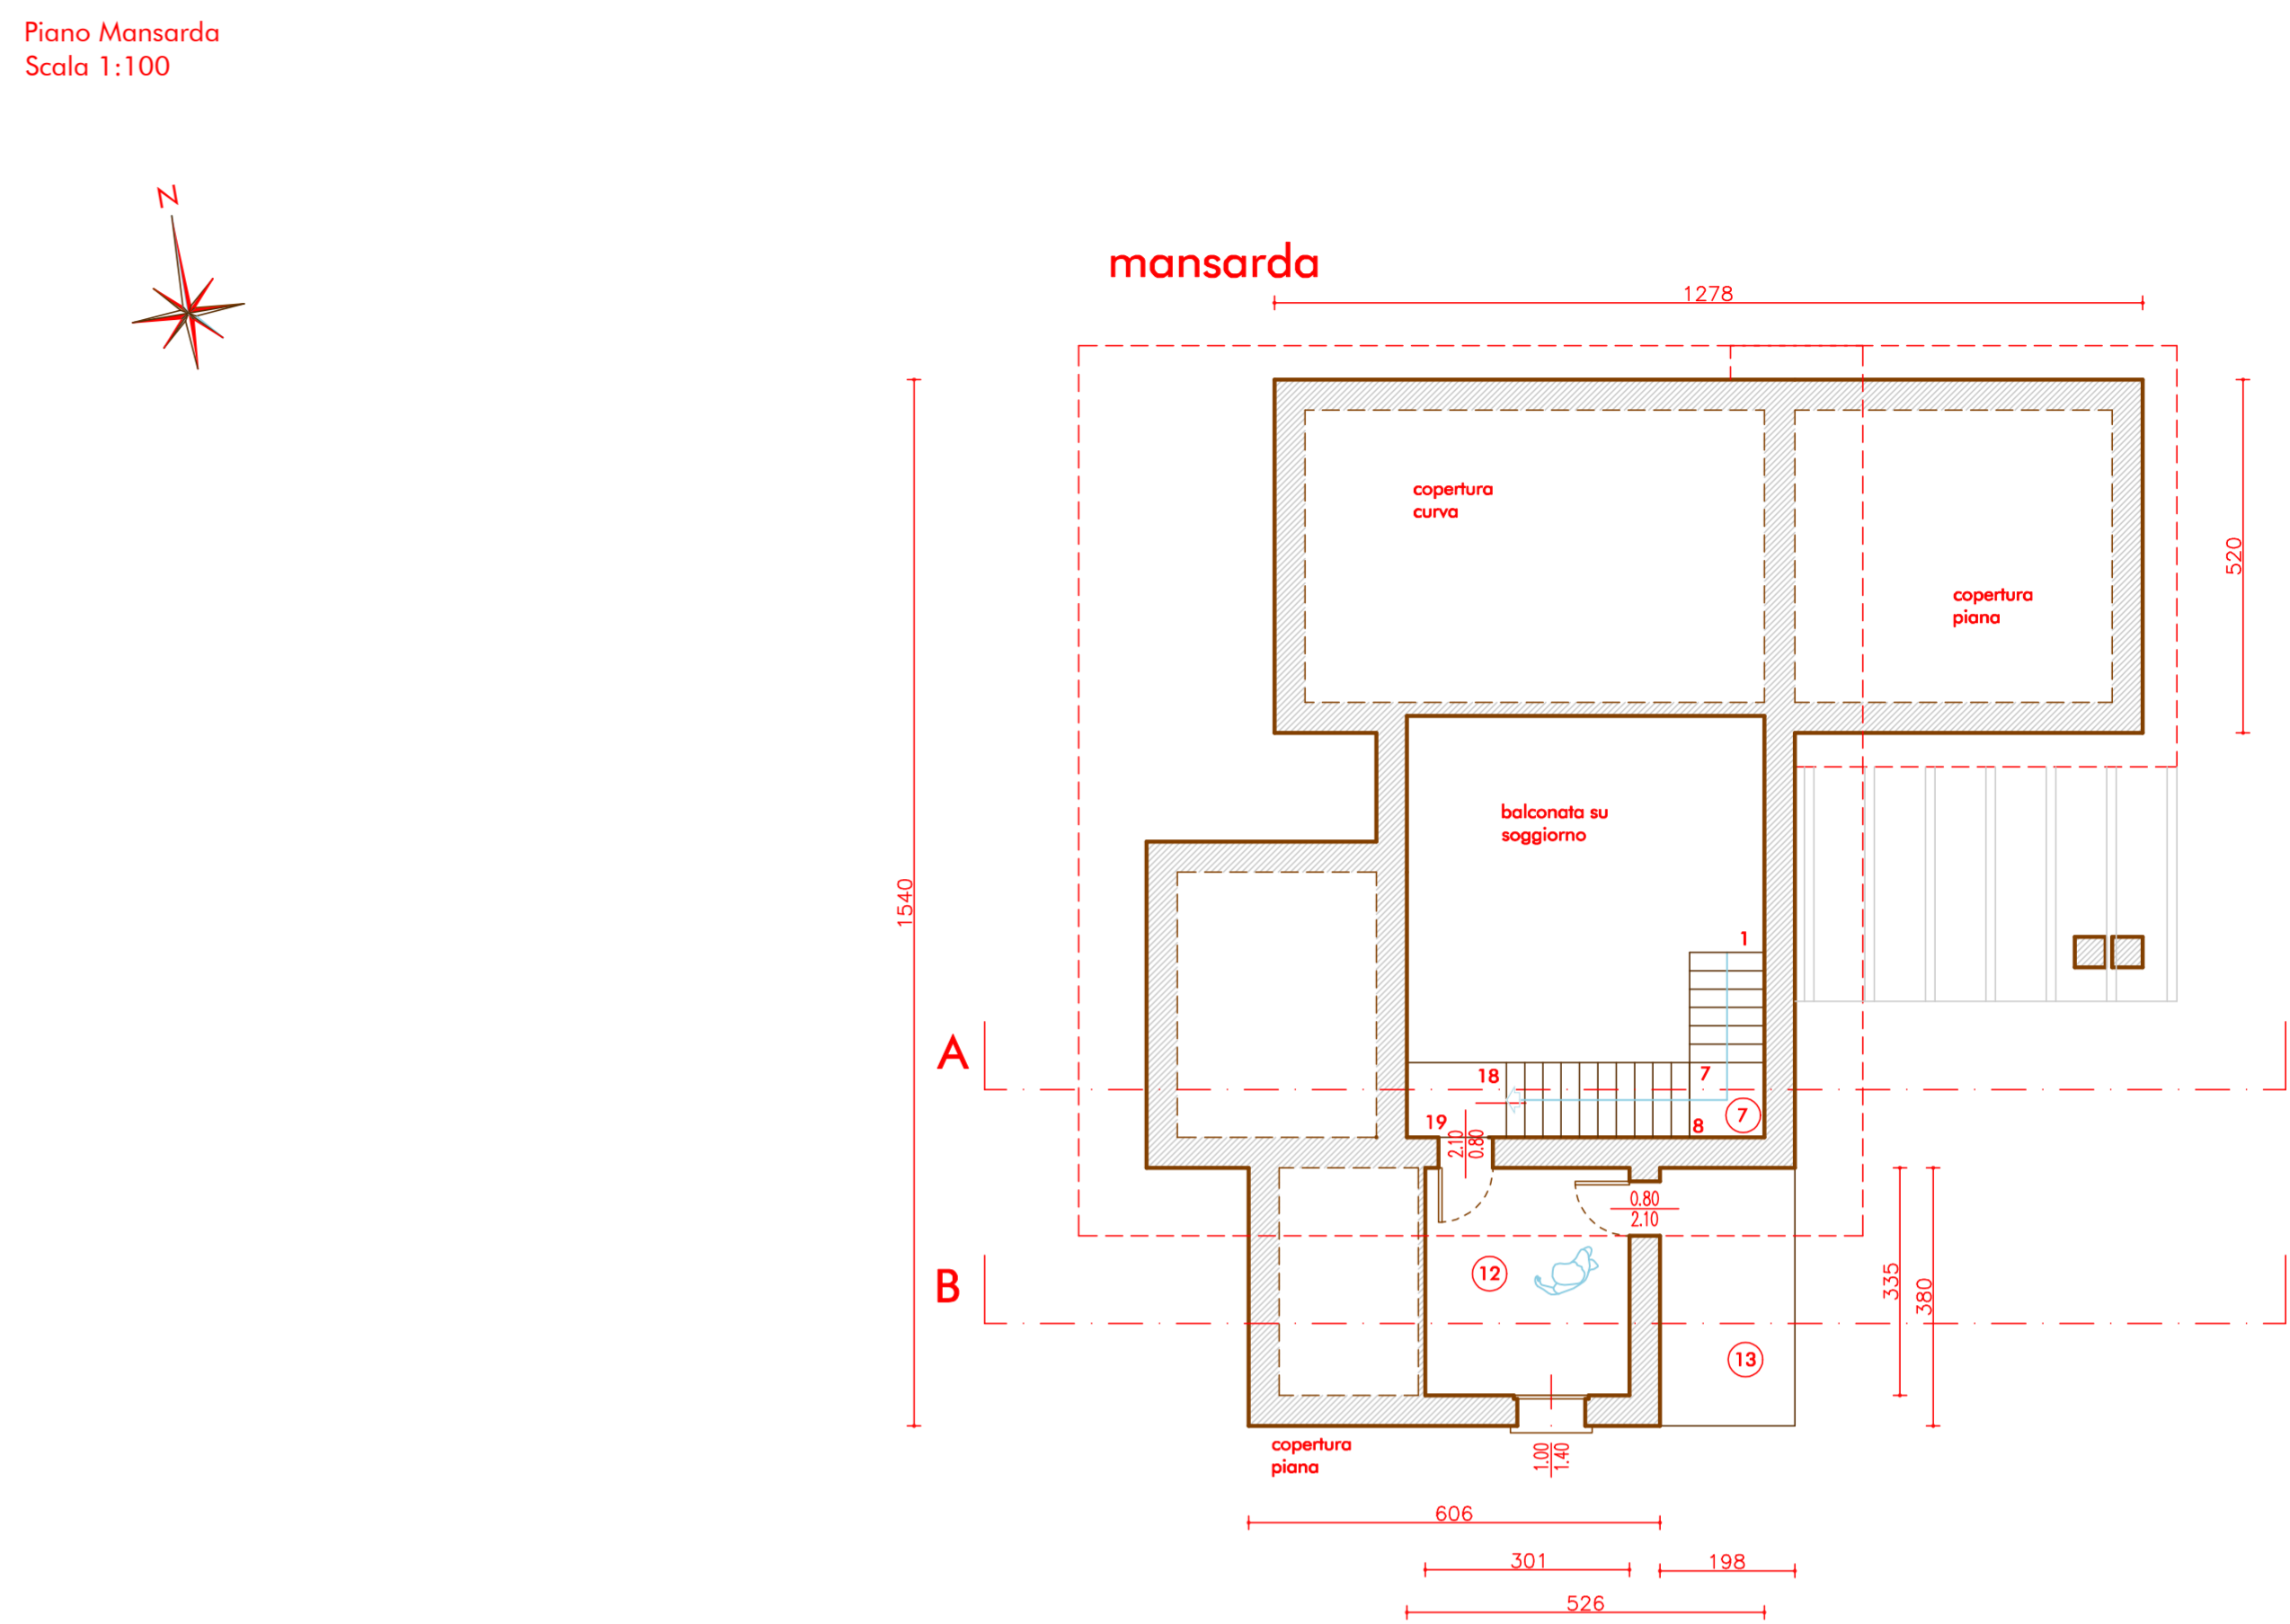 Piano Mansarda
Scala 1:100
N
mansarda
1278
520
copertura
curva
copertura
piana
balconata su
soggiorno
1540
1
A
18
7
19
7
8
2.10
0.80
0.80
2.10
12
B
335
380
13
copertura
piana
1.00
1.40
606
301
198
526